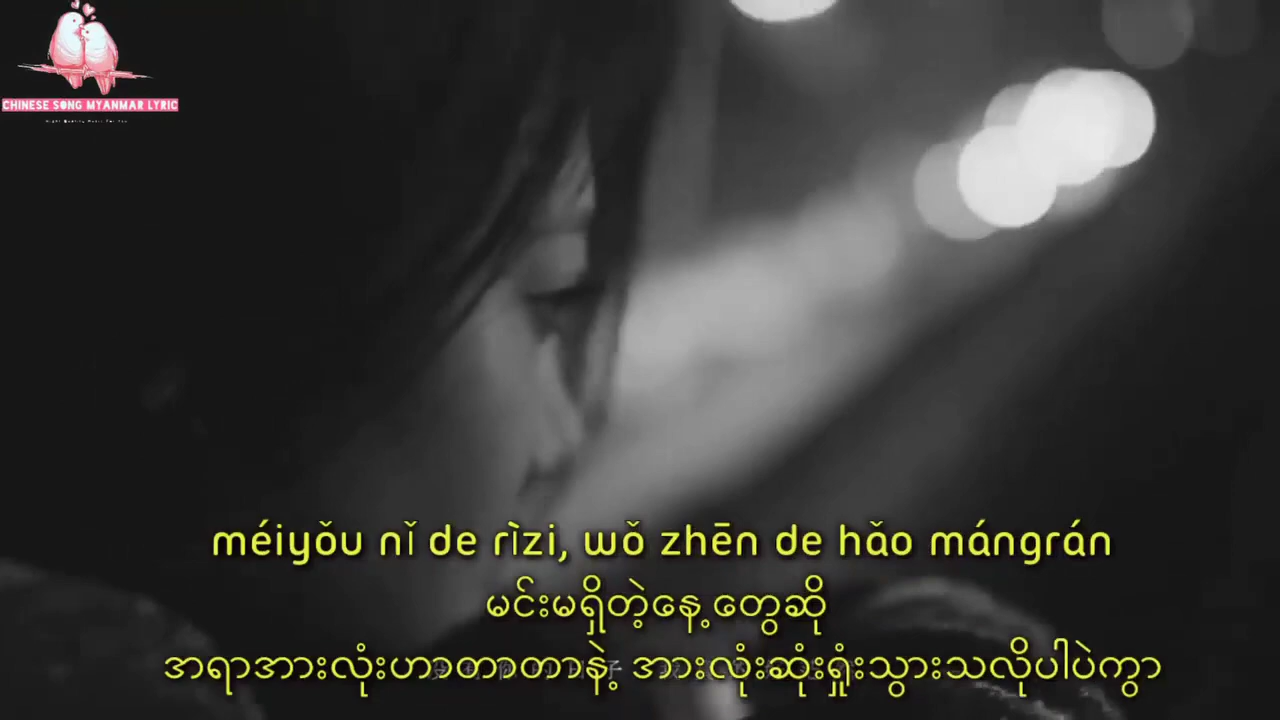 CHINESE SONG MYANMAR LYRIC
méiyǒu nǐ de rìzi, wǒ zhēn de hǎo mángrán
မင်းမရှိတဲ့နေ့တွေဆို
အရာအားလုံးဟာတာတာနဲ့ အားလုံးဆုံးရှုံးသွားသလိုပါပဲကွာ